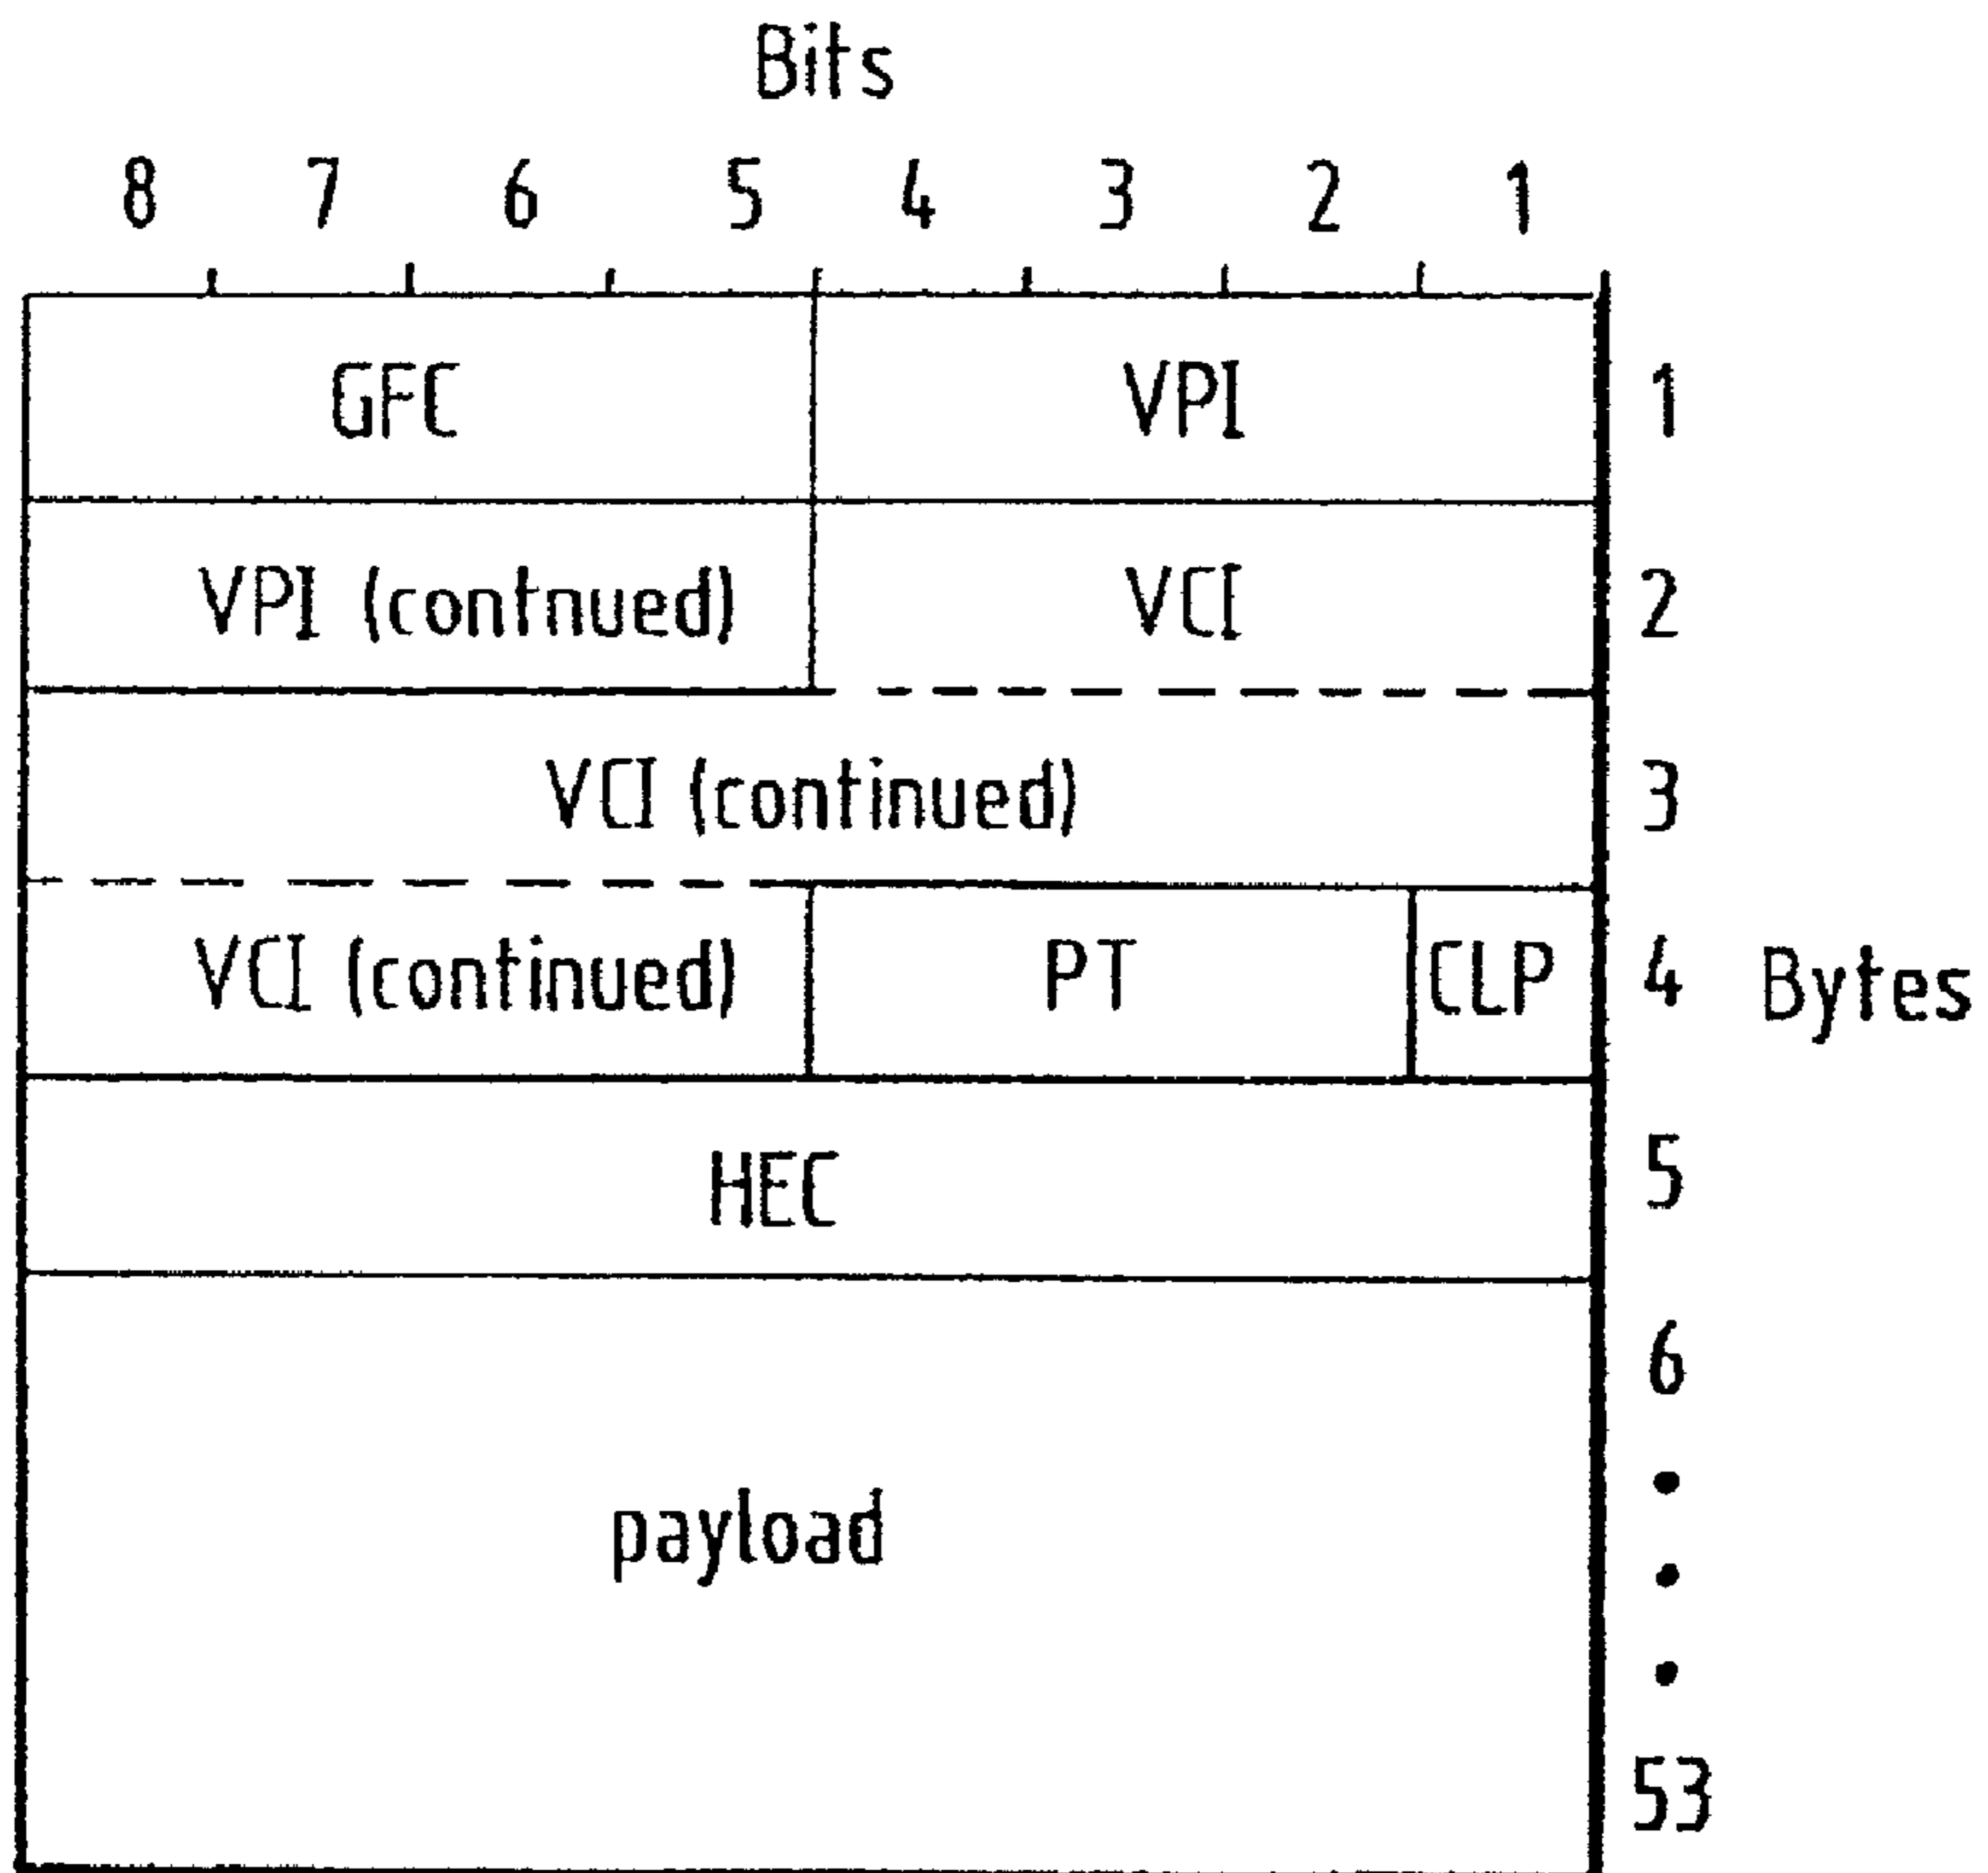 Bits
8 7 6 5 4 3 2 1
GFC VPI 1
VPI (contnued) VCI 2
VCI (continued) 3
VCI (continued) PT CLP 4 Bytes
HEC 5
6
payload
53